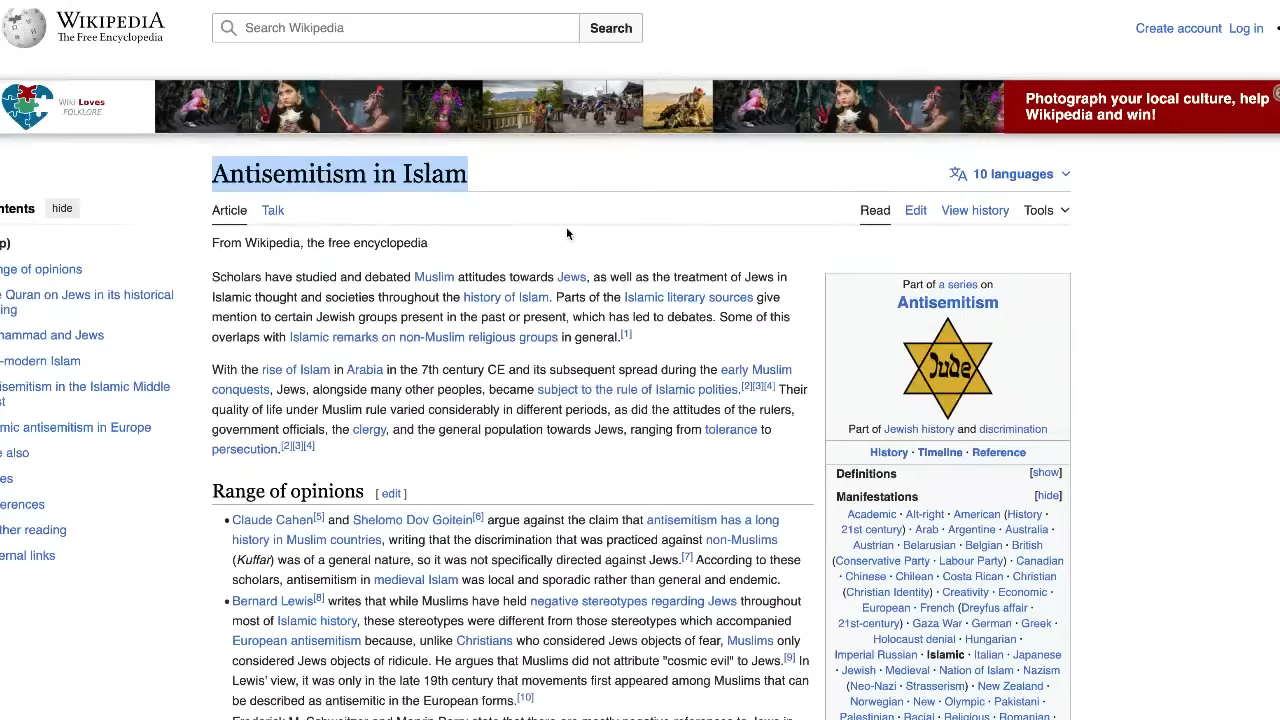 WIKIPEDIA
The Free Encyclopedia
Search Wikipedia
Search
Create account
Log in
Wiki Loves
FOLKLORE
Photograph your local culture, help
Wikipedia and win!
Antisemitism in Islam
10 languages
ntents
hide
Article
Talk
Read
Edit
View history
Tools
p)
nge of opinions
e Quran on Jews in its historical
ing
hammad and Jews
-modern Islam
isemitism in the Islamic Middle
st
mic antisemitism in Europe
e also
es
erences
ther reading
ernal links
From Wikipedia, the free encyclopedia
Scholars have studied and debated Muslim attitudes towards Jews, as well as the treatment of Jews in
Islamic thought and societies throughout the history of Islam. Parts of the Islamic literary sources give
mention to certain Jewish groups present in the past or present, which has led to debates. Some of this
overlaps with Islamic remarks on non-Muslim religious groups in general.[1]
With the rise of Islam in Arabia in the 7th century CE and its subsequent spread during the early Muslim
conquests, Jews, alongside many other peoples, became subject to the rule of Islamic polities.[2][3][4] Their
quality of life under Muslim rule varied considerably in different periods, as did the attitudes of the rulers,
government officials, the clergy, and the general population towards Jews, ranging from tolerance to
persecution.[2][3][4]
Range of opinions [ edit ]
• Claude Cahen[5] and Shelomo Dov Goitein[6] argue against the claim that antisemitism has a long
history in Muslim countries, writing that the discrimination that was practiced against non-Muslims
(Kuffar) was of a general nature, so it was not specifically directed against Jews.[7] According to these
scholars, antisemitism in medieval Islam was local and sporadic rather than general and endemic.
• Bernard Lewis[8] writes that while Muslims have held negative stereotypes regarding Jews throughout
most of Islamic history, these stereotypes were different from those stereotypes which accompanied
European antisemitism because, unlike Christians who considered Jews objects of fear, Muslims only
considered Jews objects of ridicule. He argues that Muslims did not attribute "cosmic evil" to Jews.[9] In
Lewis' view, it was only in the late 19th century that movements first appeared among Muslims that can
be described as antisemitic in the European forms.[10]
Part of a series on
Antisemitism
Jude
Part of Jewish history and discrimination
History · Timeline · Reference
Definitions [show]
Manifestations [hide]
Academic · Alt-right · American (History ·
21st century) · Arab · Argentine · Australia ·
Austrian · Belarusian · Belgian · British
(Conservative Party · Labour Party) · Canadian
· Chinese · Chilean · Costa Rican · Christian
(Christian Identity) · Creativity · Economic ·
European · French (Dreyfus affair ·
21st-century) · Gaza War · German · Greek ·
Holocaust denial · Hungarian ·
Imperial Russian · Islamic · Italian · Japanese
· Jewish · Medieval · Nation of Islam · Nazism
(Neo-Nazi · Strasserism) · New Zealand ·
Norwegian · New · Olympic · Pakistani ·
Palestinian · Racial · Religious · Romanian ·